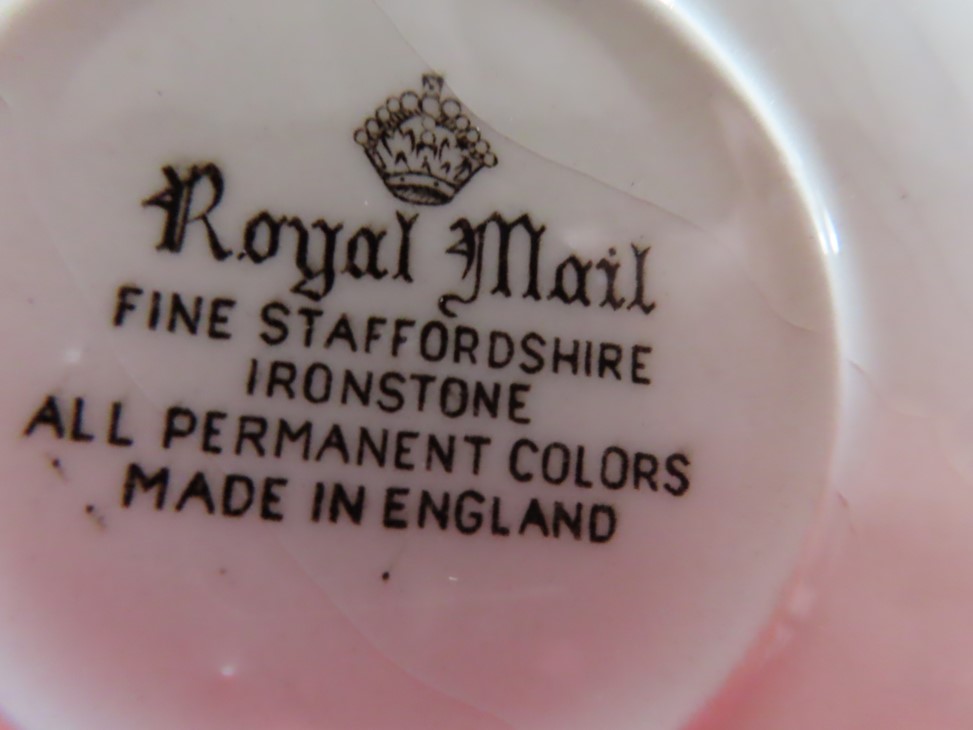 Royal Mail
FINE STAFFORDSHIRE
IRONSTONE
ALL PERMANENT COLORS
MADE IN ENGLAND